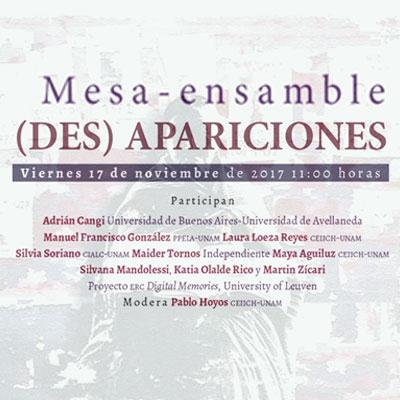 Mesa-ensamble
(DES) APARICIONES
Viernes 17 de noviembre de 2017 11:00 horas
Participan
Adrián Cangi Universidad de Buenos Aires-Universidad de Avellaneda
Manuel Francisco González PPELA-UNAM Laura Loeza Reyes CEIICH-UNAM
Silvia Soriano CIALC-UNAM Maider Tornos Independiente Maya Aguiluz CEIICH-UNAM
Silvana Mandolessi, Katia Olalde Rico y Martin Zícari
Proyecto ERC Digital Memories, University of Leuven
Modera Pablo Hoyos CEIICH-UNAM